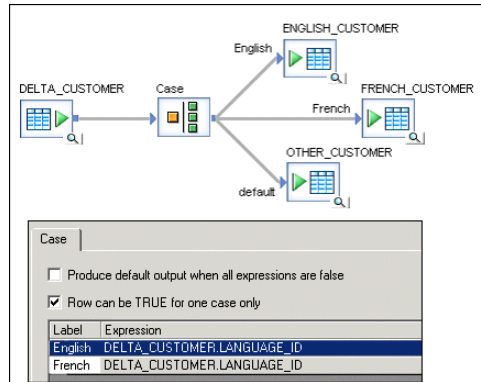 ENGLISH_CUSTOMER
English
DELTA_CUSTOMER
Case
FRENCH_CUSTOMER
French
OTHER_CUSTOMER
default
Case
Produce default output when all expressions are false
Row can be TRUE for one case only
Label Expression
English DELTA_CUSTOMER.LANGUAGE_ID
French DELTA_CUSTOMER.LANGUAGE_ID